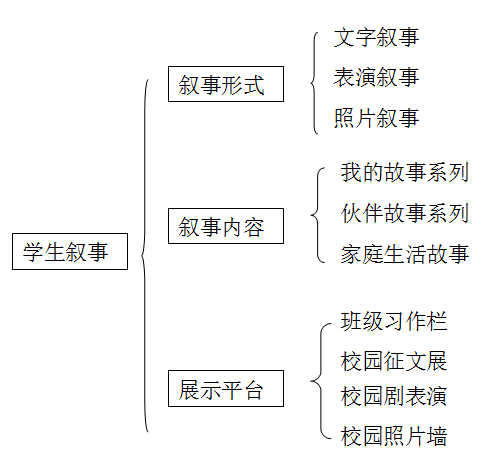 学生叙事
叙事形式
文字叙事
表演叙事
照片叙事
叙事内容
我的故事系列
伙伴故事系列
家庭生活故事
展示平台
班级习作栏
校园征文展
校园剧表演
校园照片墙